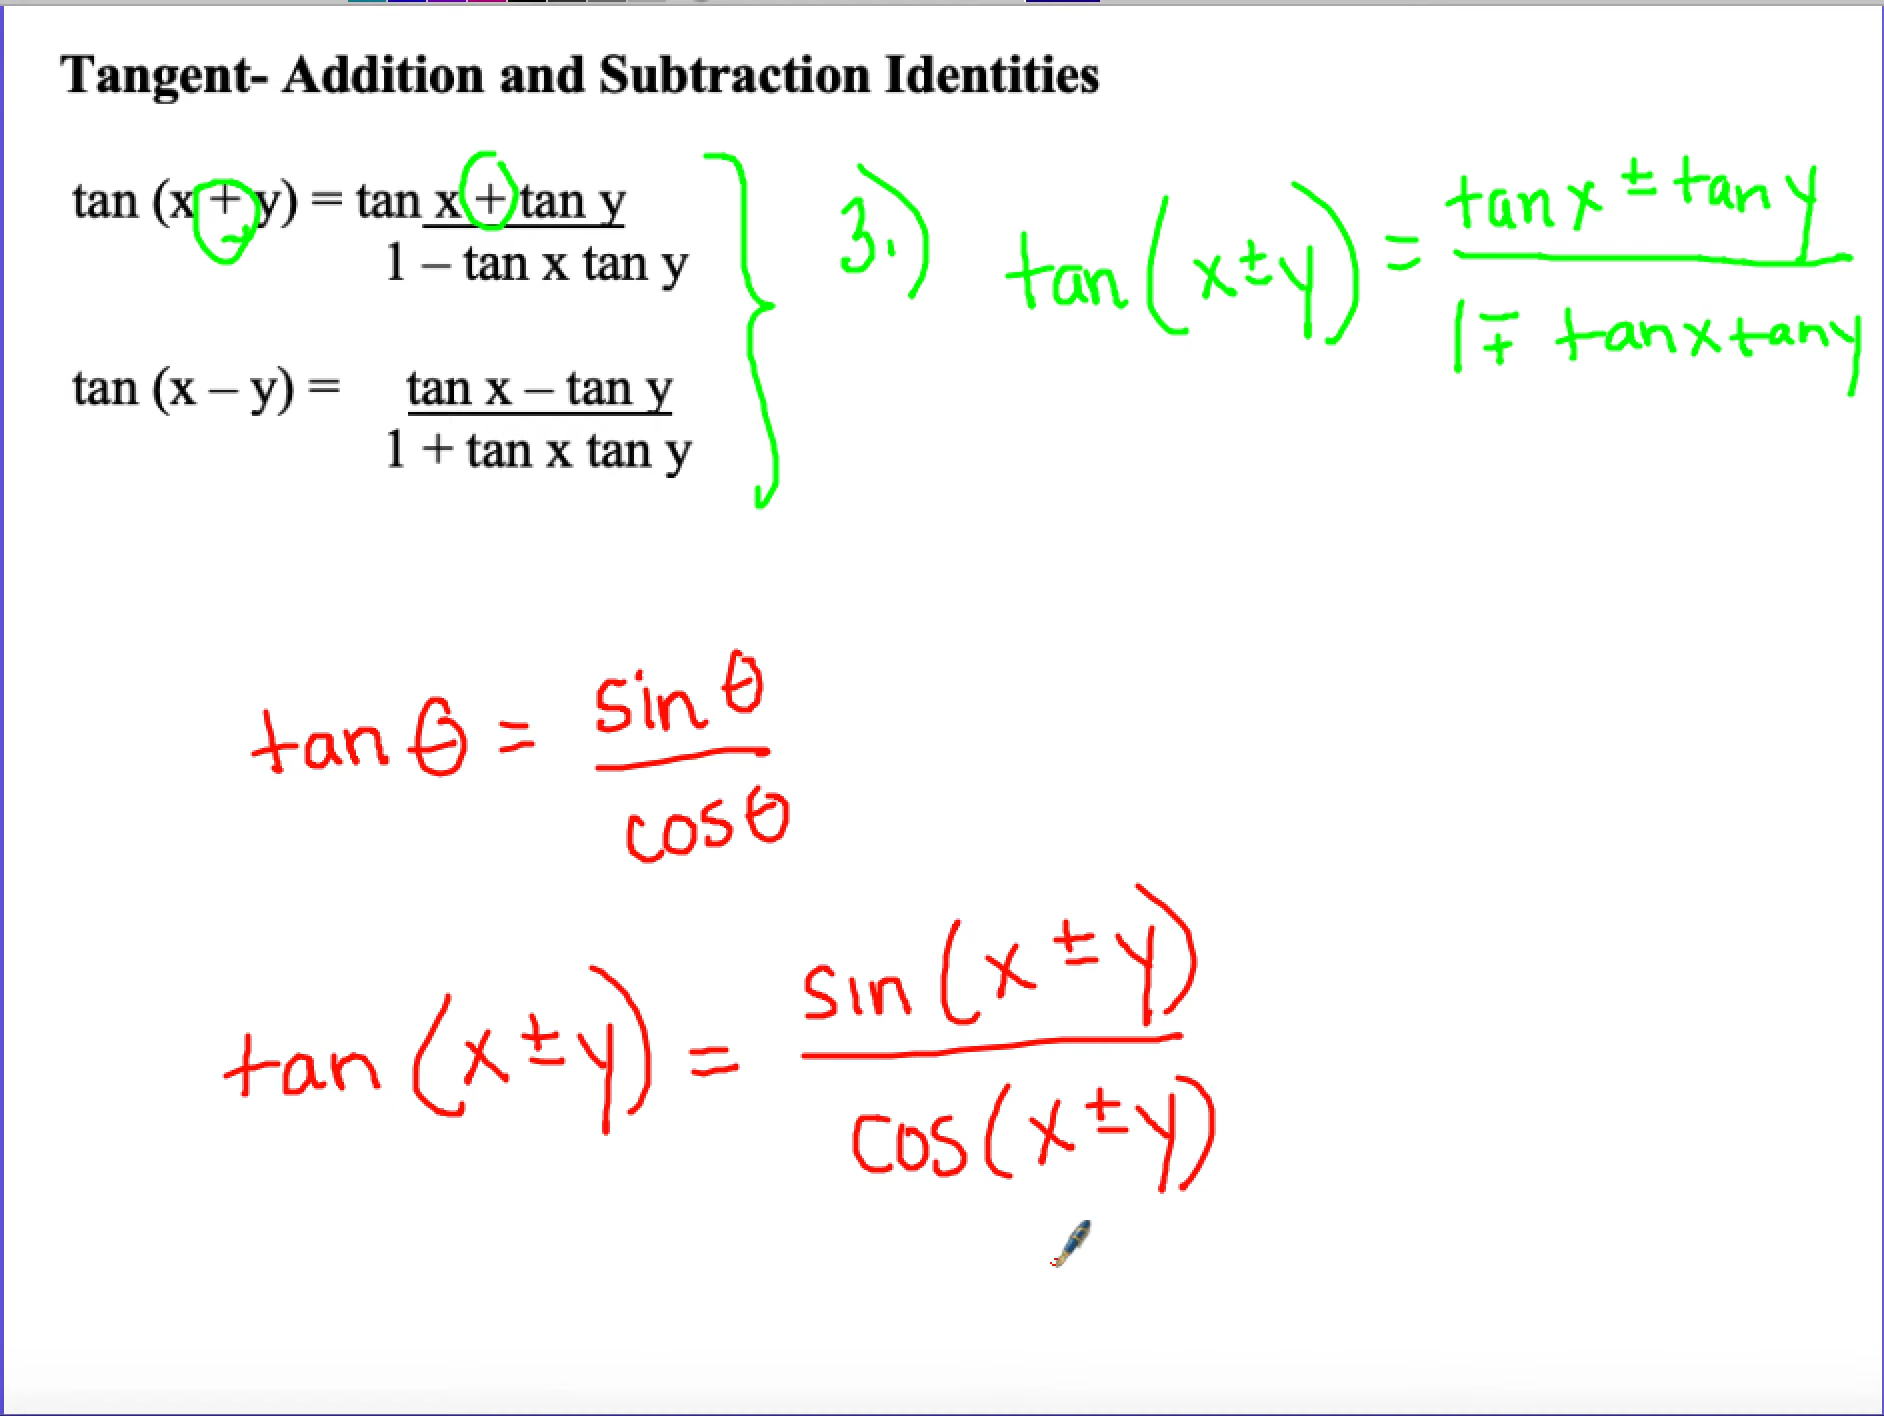 Tangent- Addition and Subtraction Identities
tan (x + y) = tan x + tan y
1 – tan x tan y
tan (x – y) = tan x – tan y
1 + tan x tan y
3.) tan (x ± y) = tan x ± tan y
1 ∓ tan x tan y
tan θ = sin θ
cos θ
tan (x ± y) = sin (x ± y)
cos (x ± y)